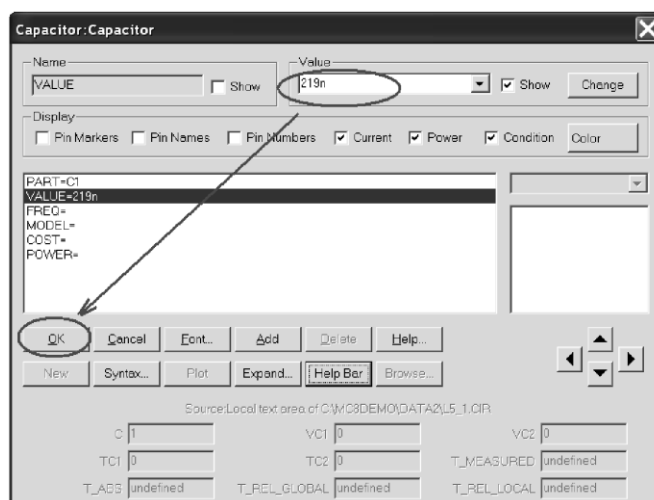 Capacitor:Capacitor
Name
VALUE
Show
Value
219n
Show
Change
Display
Pin Markers
Pin Names
Pin Numbers
Current
Power
Condition
Color
PART=C1
VALUE=219n
FREQ=
MODEL=
COST=
POWER=
OK
Cancel
Font...
Add
Delete
Help...
New
Syntax...
Plot
Expand...
Help Bar
Browse...
Source:Local text area of C:\MC8DEMO\DATA2\L5_1.CIR
C 1
VC1 0
VC2 0
TC1 0
TC2 0
T_MEASURED undefined
T_ABS undefined
T_REL_GLOBAL undefined
T_REL_LOCAL undefined